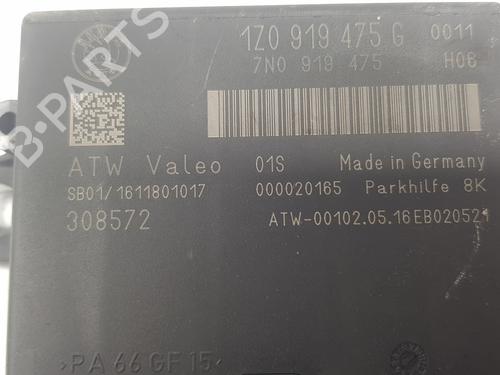 B-PARTS
1Z0 919 475 G 0011
7N0 919 475 H08
ATW Valeo 01S Made in Germany
SB01/1611801017 000020165 Parkhilfe 8K
308572 ATW-00102.05.16EB020521
>PA 66 GF 15<